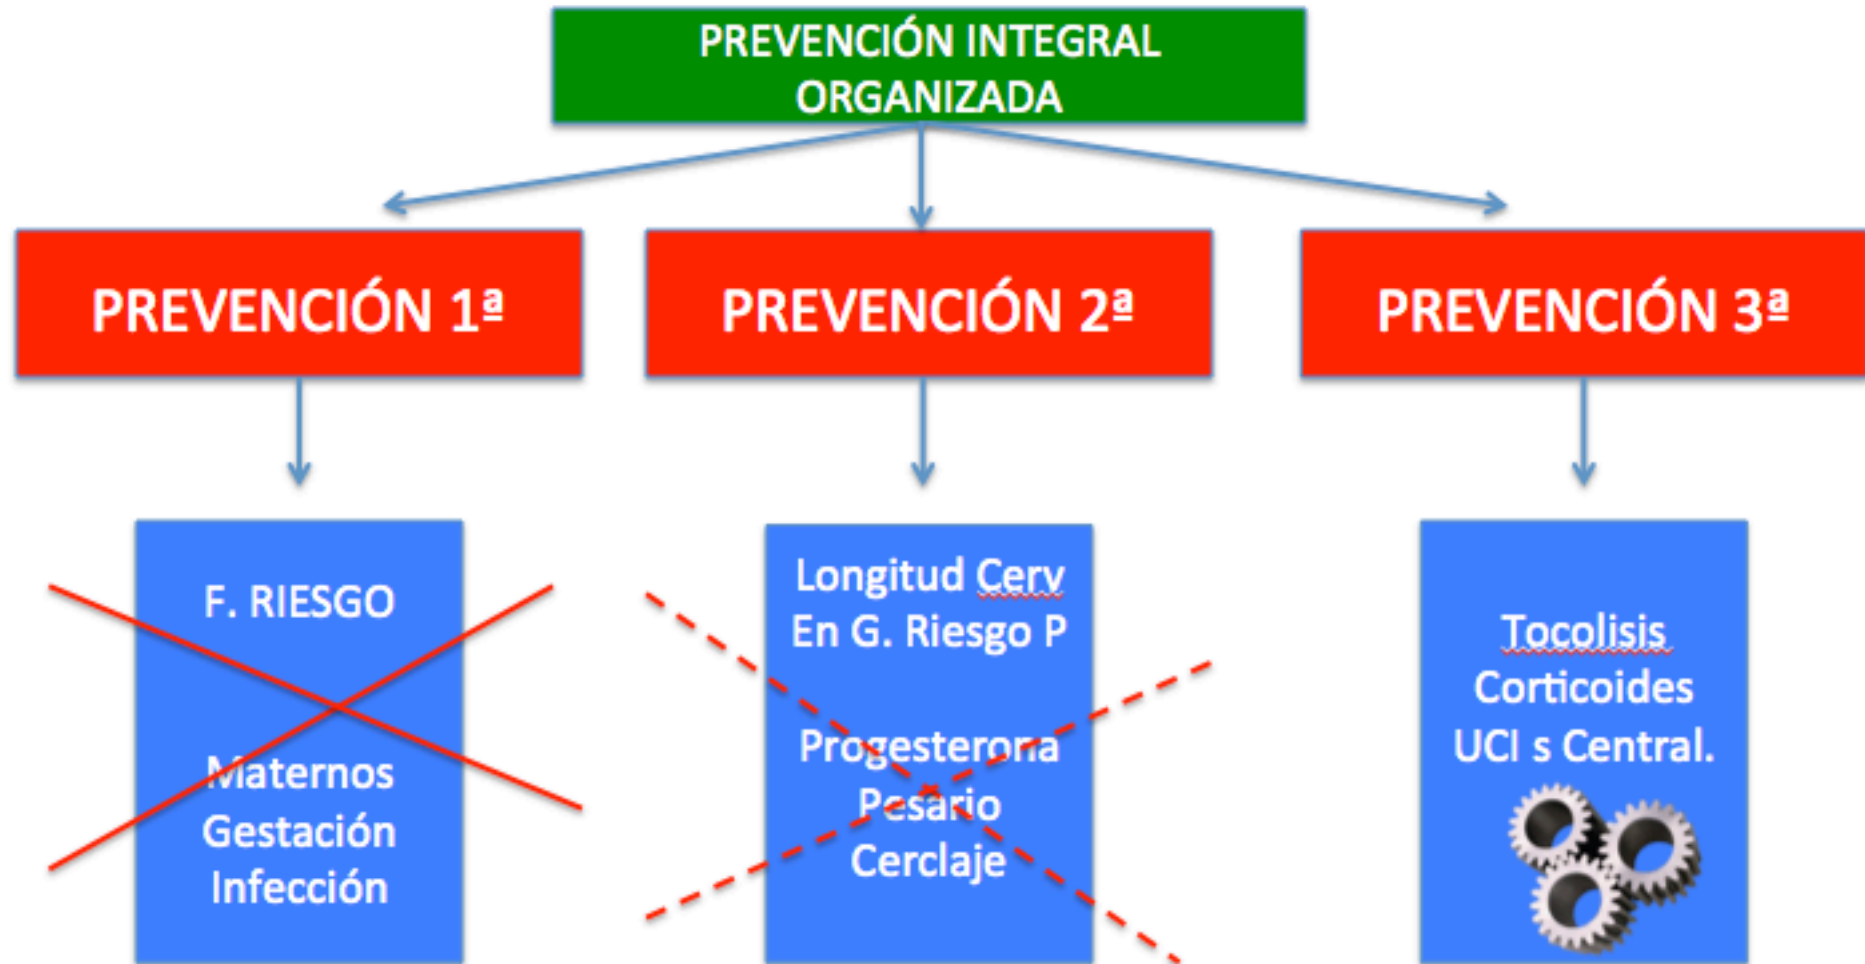 PREVENCIÓN INTEGRAL
ORGANIZADA
PREVENCIÓN 1ª
PREVENCIÓN 2ª
PREVENCIÓN 3ª
F. RIESGO
Maternos
Gestación
Infección
Longitud Cerv
En G. Riesgo P
Progesterona
Pesario
Cerclaje
Tocolisis
Corticoides
UCI s Central.